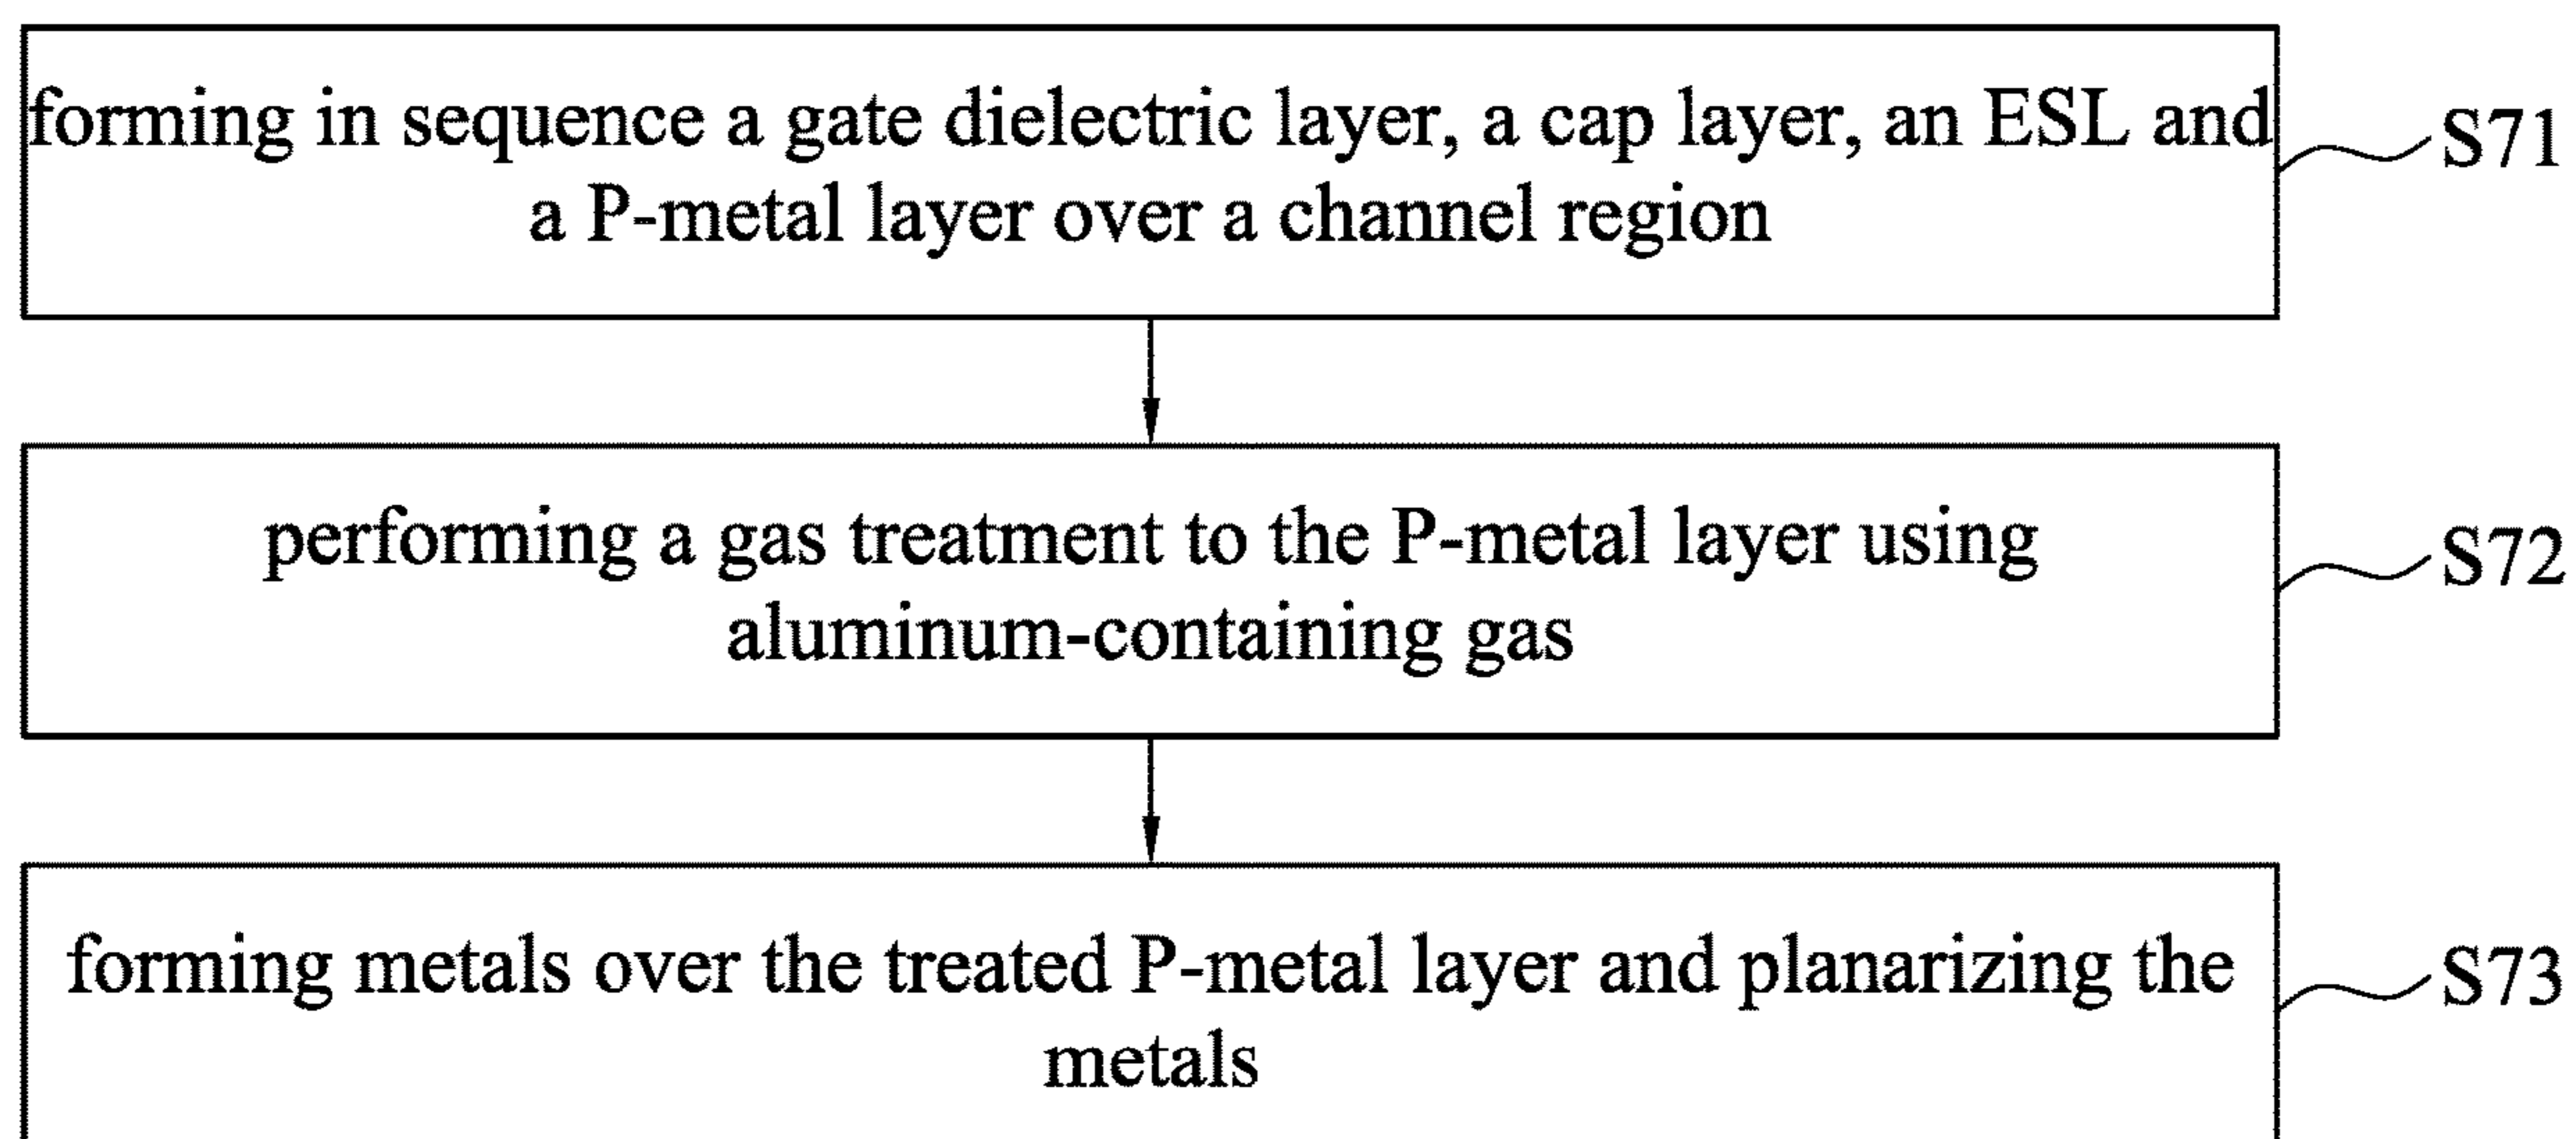 forming in sequence a gate dielectric layer, a cap layer, an ESL and
a P-metal layer over a channel region
S71
performing a gas treatment to the P-metal layer using
aluminum-containing gas
S72
forming metals over the treated P-metal layer and planarizing the
metals
S73